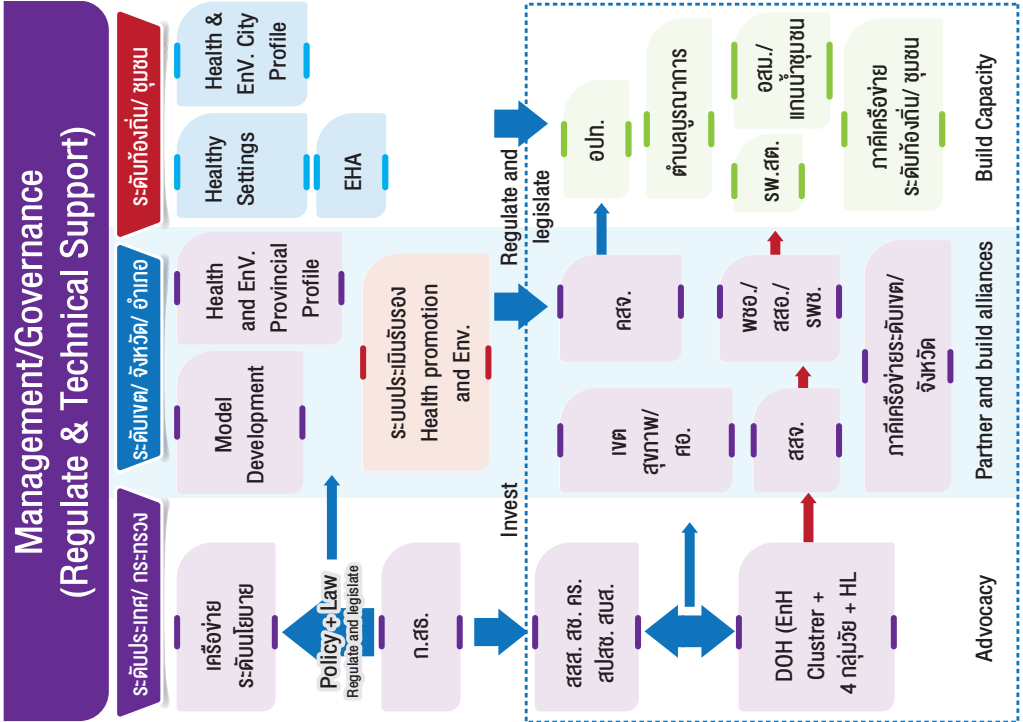 Management/Governance
(Regulate & Technical Support)
ระดับประเทศ/ กระทรวง
ระดับเขต/ จังหวัด/ อำเภอ
ระดับท้องถิ่น/ ชุมชน
เครือข่าย
ระดับนโยบาย
Policy + Law
Regulate and legislate
ก.สธ.
Model
Development
Health
and EnV.
Provincial
Profile
ระบบประเมินรับรอง
Health promotion
and Env.
Healthy
Settings
Health &
EnV. City
Profile
EHA
Invest
Regulate and
legislate
สสส. สช. คร.
สปสช. สบส.
DOH (EnH
Clustrer +
4 กลุ่มวัย + HL
Advocacy
เขต
สุขภาพ/
ศอ.
คสจ.
สสจ.
พชอ./
สสอ./
รพช.
ภาคีเครือข่ายระดับเขต/
จังหวัด
Partner and build alliances
อปท.
ตำบลบูรณาการ
รพ.สต.
อสม./
แกนนำชุมชน
ภาคีเครือข่าย
ระดับท้องถิ่น/ ชุมชน
Build Capacity